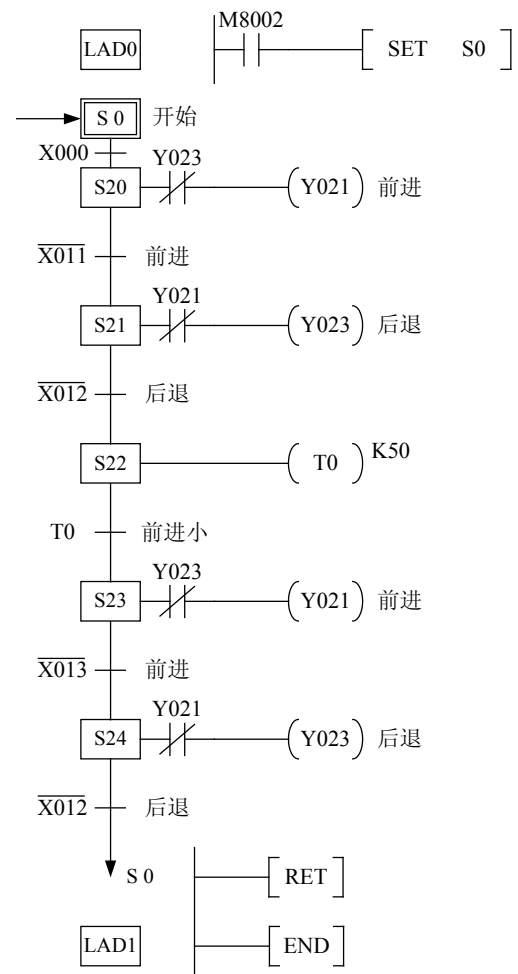 M8002
LAD0 SET S0
S 0 开始
X000 Y023
S20 Y021 前进
X011 前进
Y021
S21 Y023 后退
X012 后退
S22 T0 K50
T0 前进小
Y023
S23 Y021 前进
X013 前进
Y021
S24 Y023 后退
X012 后退
S 0 RET
LAD1 END